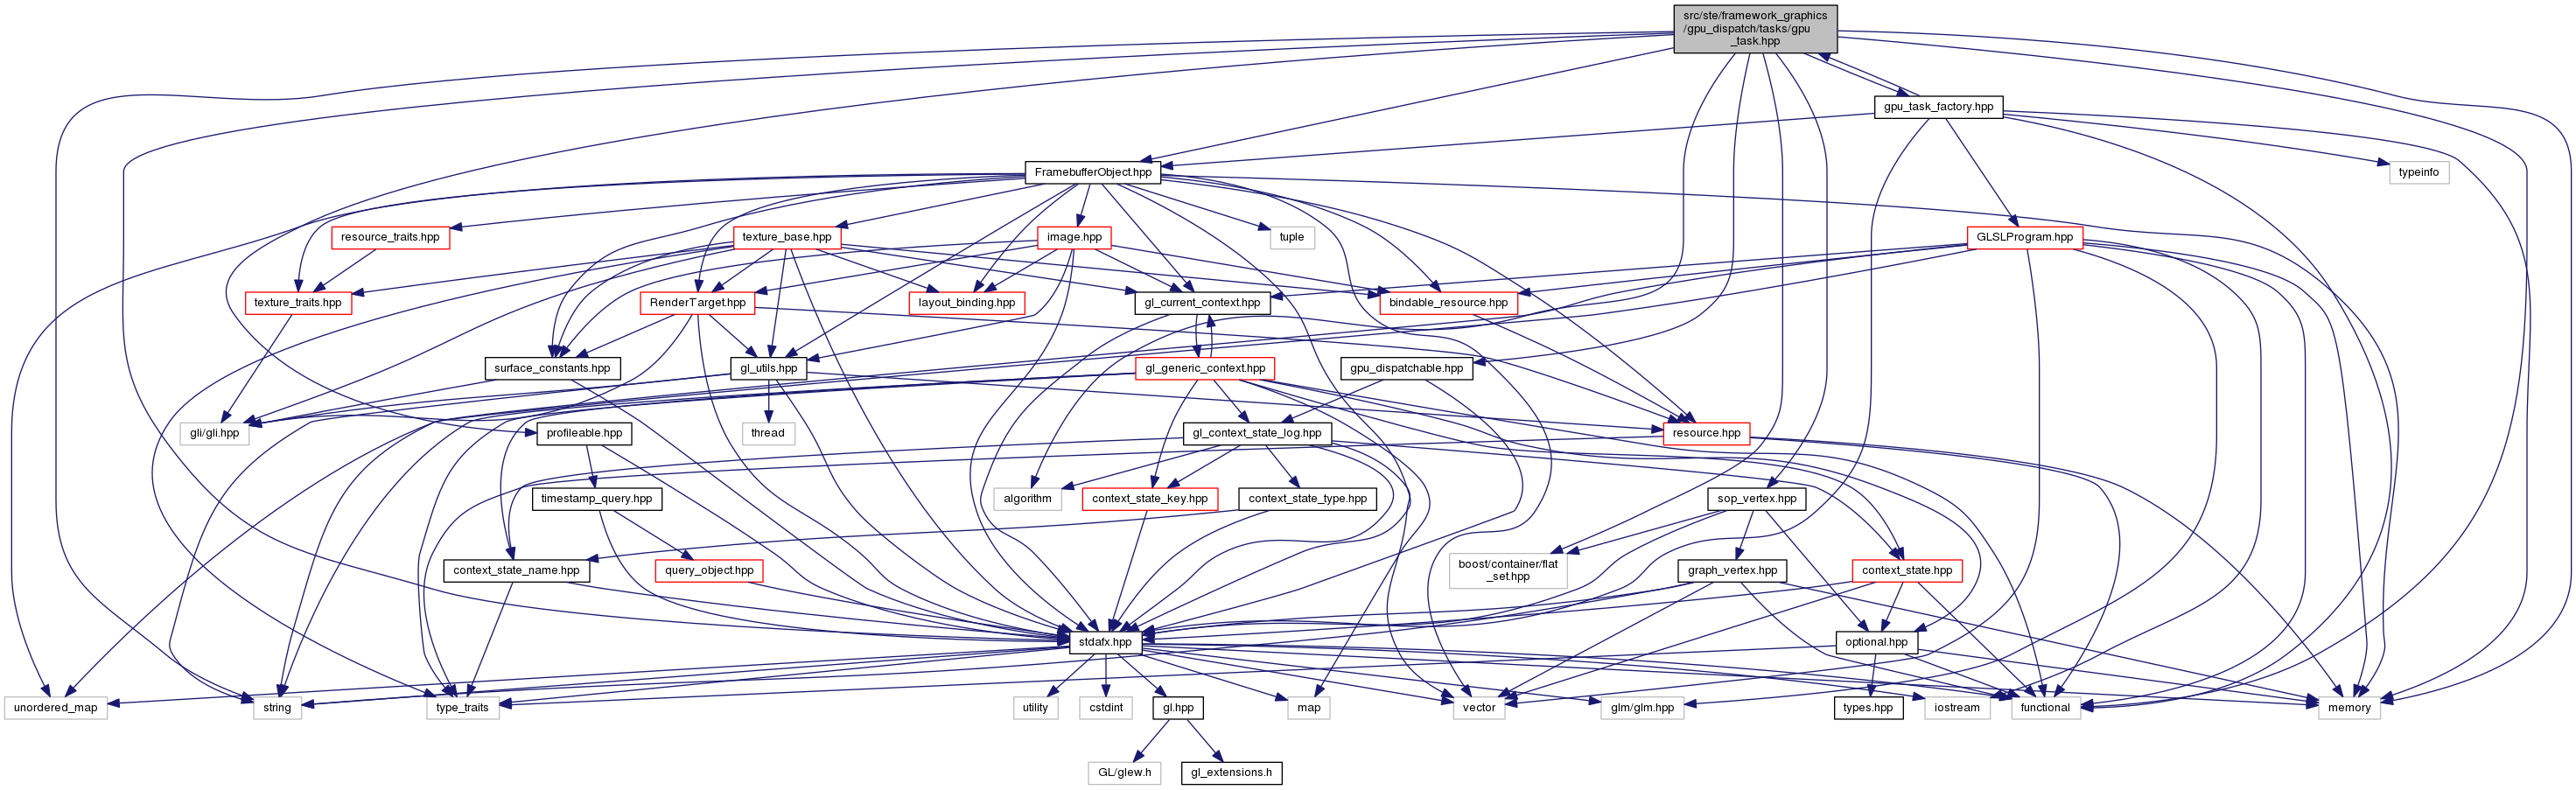 src/ste/framework_graphics
/gpu_dispatch/tasks/gpu
_task.hpp
gpu_task_factory.hpp
FramebufferObject.hpp
typeinfo
resource_traits.hpp
texture_base.hpp
image.hpp
tuple
GLSLProgram.hpp
texture_traits.hpp
RenderTarget.hpp
layout_binding.hpp
gl_current_context.hpp
bindable_resource.hpp
surface_constants.hpp
gl_utils.hpp
gl_generic_context.hpp
gpu_dispatchable.hpp
gli/gli.hpp
profileable.hpp
thread
gl_context_state_log.hpp
resource.hpp
timestamp_query.hpp
algorithm
context_state_key.hpp
context_state_type.hpp
sop_vertex.hpp
context_state_name.hpp
query_object.hpp
boost/container/flat
_set.hpp
graph_vertex.hpp
context_state.hpp
stdafx.hpp
optional.hpp
unordered_map
string
type_traits
utility
cstdint
gl.hpp
map
vector
glm/glm.hpp
types.hpp
iostream
functional
memory
GL/glew.h
gl_extensions.h